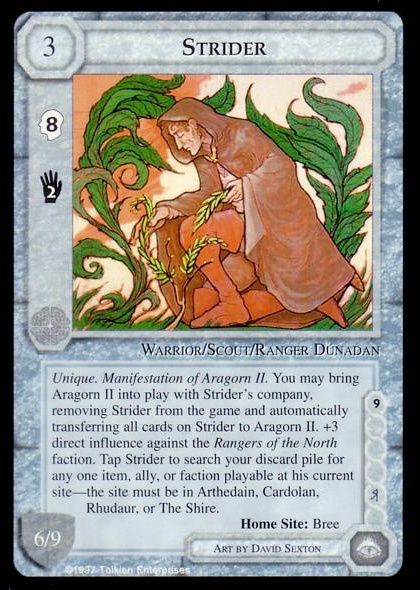 3
STRIDER
8
2
WARRIOR/SCOUT/RANGER DÚNADAN
Unique. Manifestation of Aragorn II. You may bring
Aragorn II into play with Strider's company,
removing Strider from the game and automatically
transferring all cards on Strider to Aragorn II. +3
direct influence against the Rangers of the North
faction. Tap Strider to search your discard pile for
any one item, ally, or faction playable at his current
site—the site must be in Arthedain, Cardolan,
Rhudaur, or The Shire.
9
Home Site: Bree
6/9
ART BY DAVID SEXTON
©1997 Tolkien Enterprises